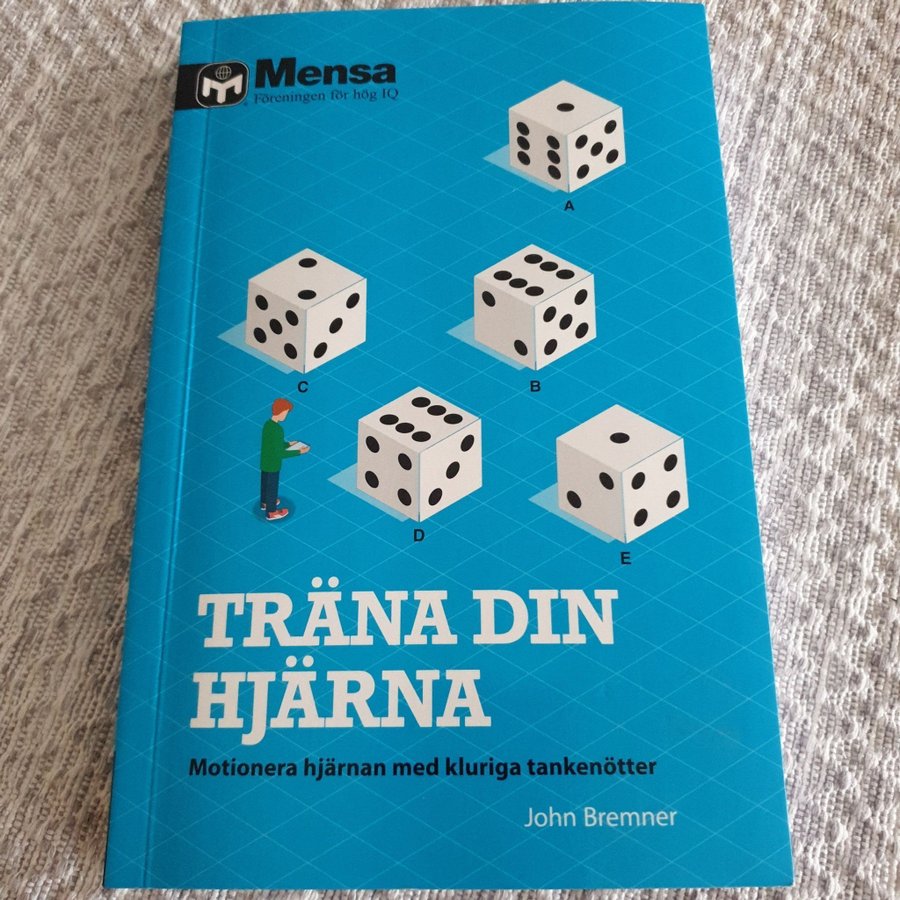 Mensa
Föreningen för hög IQ
A
C
B
D
E
TRÄNA DIN
HJÄRNA
Motionera hjärnan med kluriga tankenötter
John Bremner